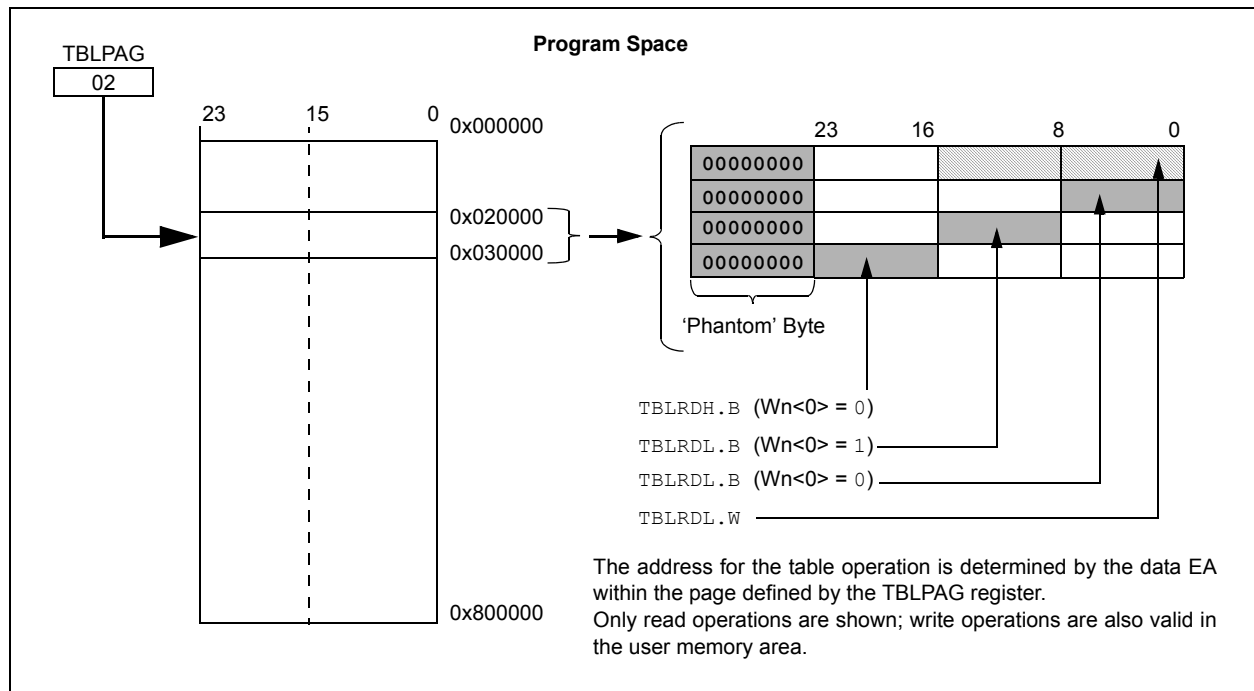 Program Space
TBLPAG
02
23 15 0
0x000000
0x020000
0x030000
0x800000
23 16 8 0
00000000
00000000
00000000
00000000
‘Phantom’ Byte
TBLRDH.B (Wn<0> = 0)
TBLRDL.B (Wn<0> = 1)
TBLRDL.B (Wn<0> = 0)
TBLRDL.W
The address for the table operation is determined by the data EA
within the page defined by the TBLPAG register.
Only read operations are shown; write operations are also valid in
the user memory area.